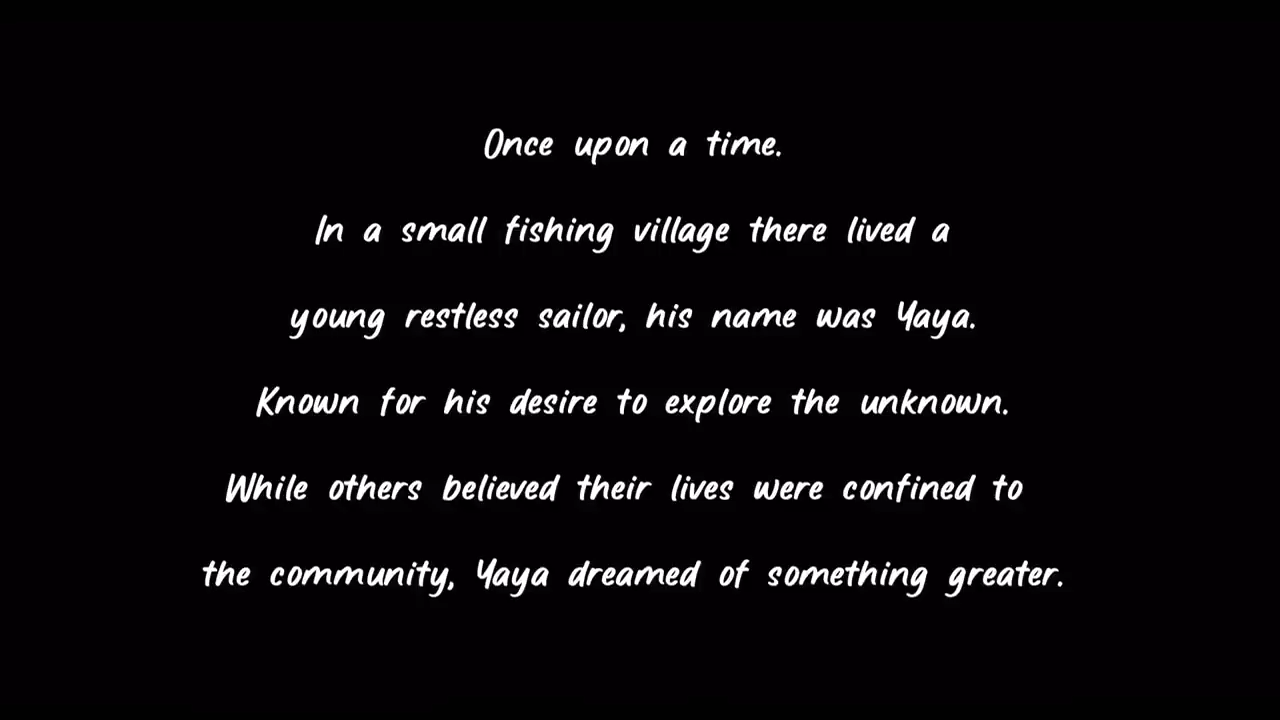 Once upon a time.
In a small fishing village there lived a
young restless sailor, his name was Yaya.
Known for his desire to explore the unknown.
While others believed their lives were confined to
the community, Yaya dreamed of something greater.